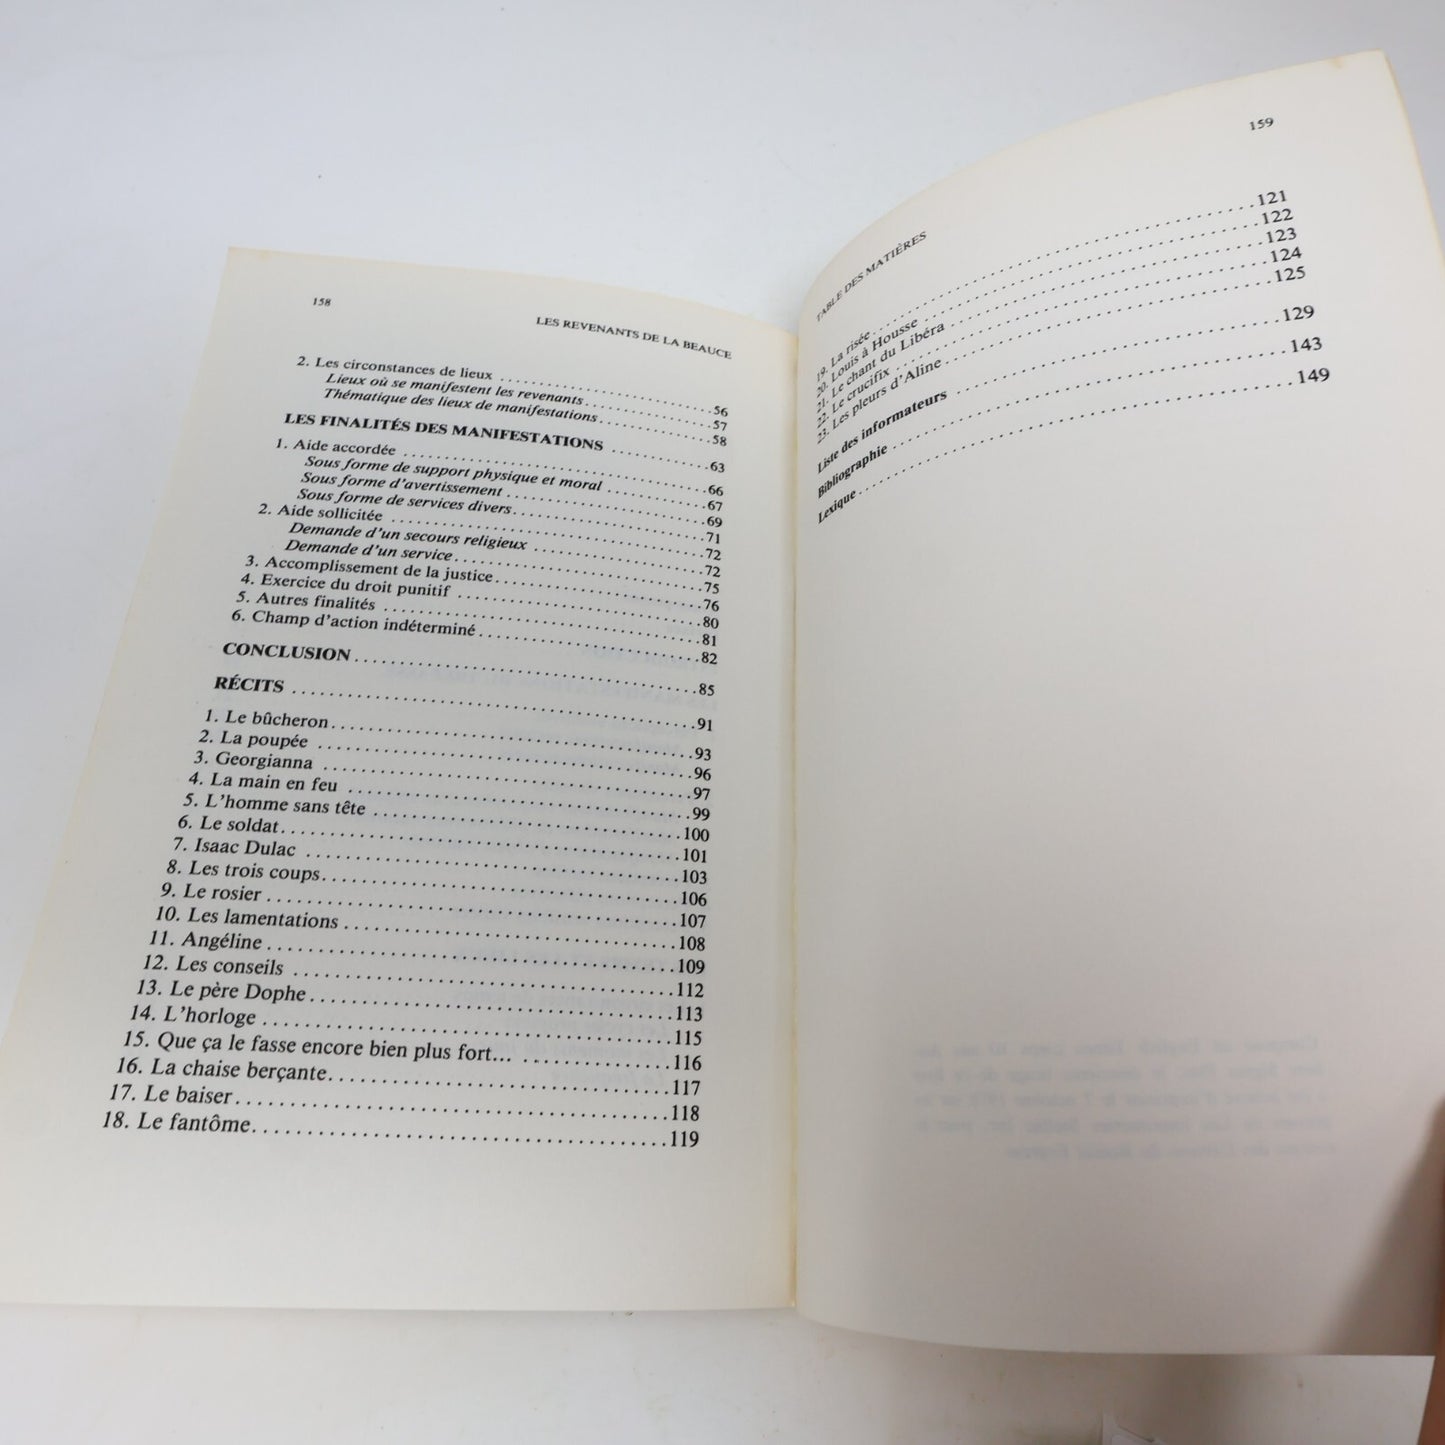 158
LES REVENANTS DE LA BEAUCE
2. Les circonstances de lieux ..........56
Lieux où se manifestent les revenants..........57
Thématique des lieux de manifestations..........58
LES FINALITÉS DES MANIFESTATIONS ..........63
1. Aide accordée ..........66
Sous forme de support physique et moral ..........67
Sous forme d'avertissement ..........69
Sous forme de services divers..........71
2. Aide sollicitée ..........72
Demande d'un secours religieux ..........72
Demande d'un service..........75
3. Accomplissement de la justice..........76
4. Exercice du droit punitif ..........80
5. Autres finalités ..........81
6. Champ d'action indéterminé..........82
CONCLUSION..........85
RÉCITS ..........91
1. Le bûcheron..........93
2. La poupée ..........96
3. Georgianna ..........97
4. La main en feu ..........99
5. L'homme sans tête ..........100
6. Le soldat..........101
7. Isaac Dulac ..........103
8. Les trois coups..........106
9. Le rosier ..........107
10. Les lamentations ..........108
11. Angéline ..........109
12. Les conseils ..........112
13. Le père Dophe..........113
14. L'horloge ..........115
15. Que ça le fasse encore bien plus fort... ..........116
16. La chaise berçante..........117
17. Le baiser..........118
18. Le fantôme..........119
TABLE DES MATIÈRES
159
19. La risée ..........121
20. Louis à Housse ..........122
21. Le chant du Libéra ..........123
22. Le crucifix ..........124
23. Les pleurs d'Aline ..........125
Liste des informateurs ..........129
Bibliographie ..........143
Lexique ..........149